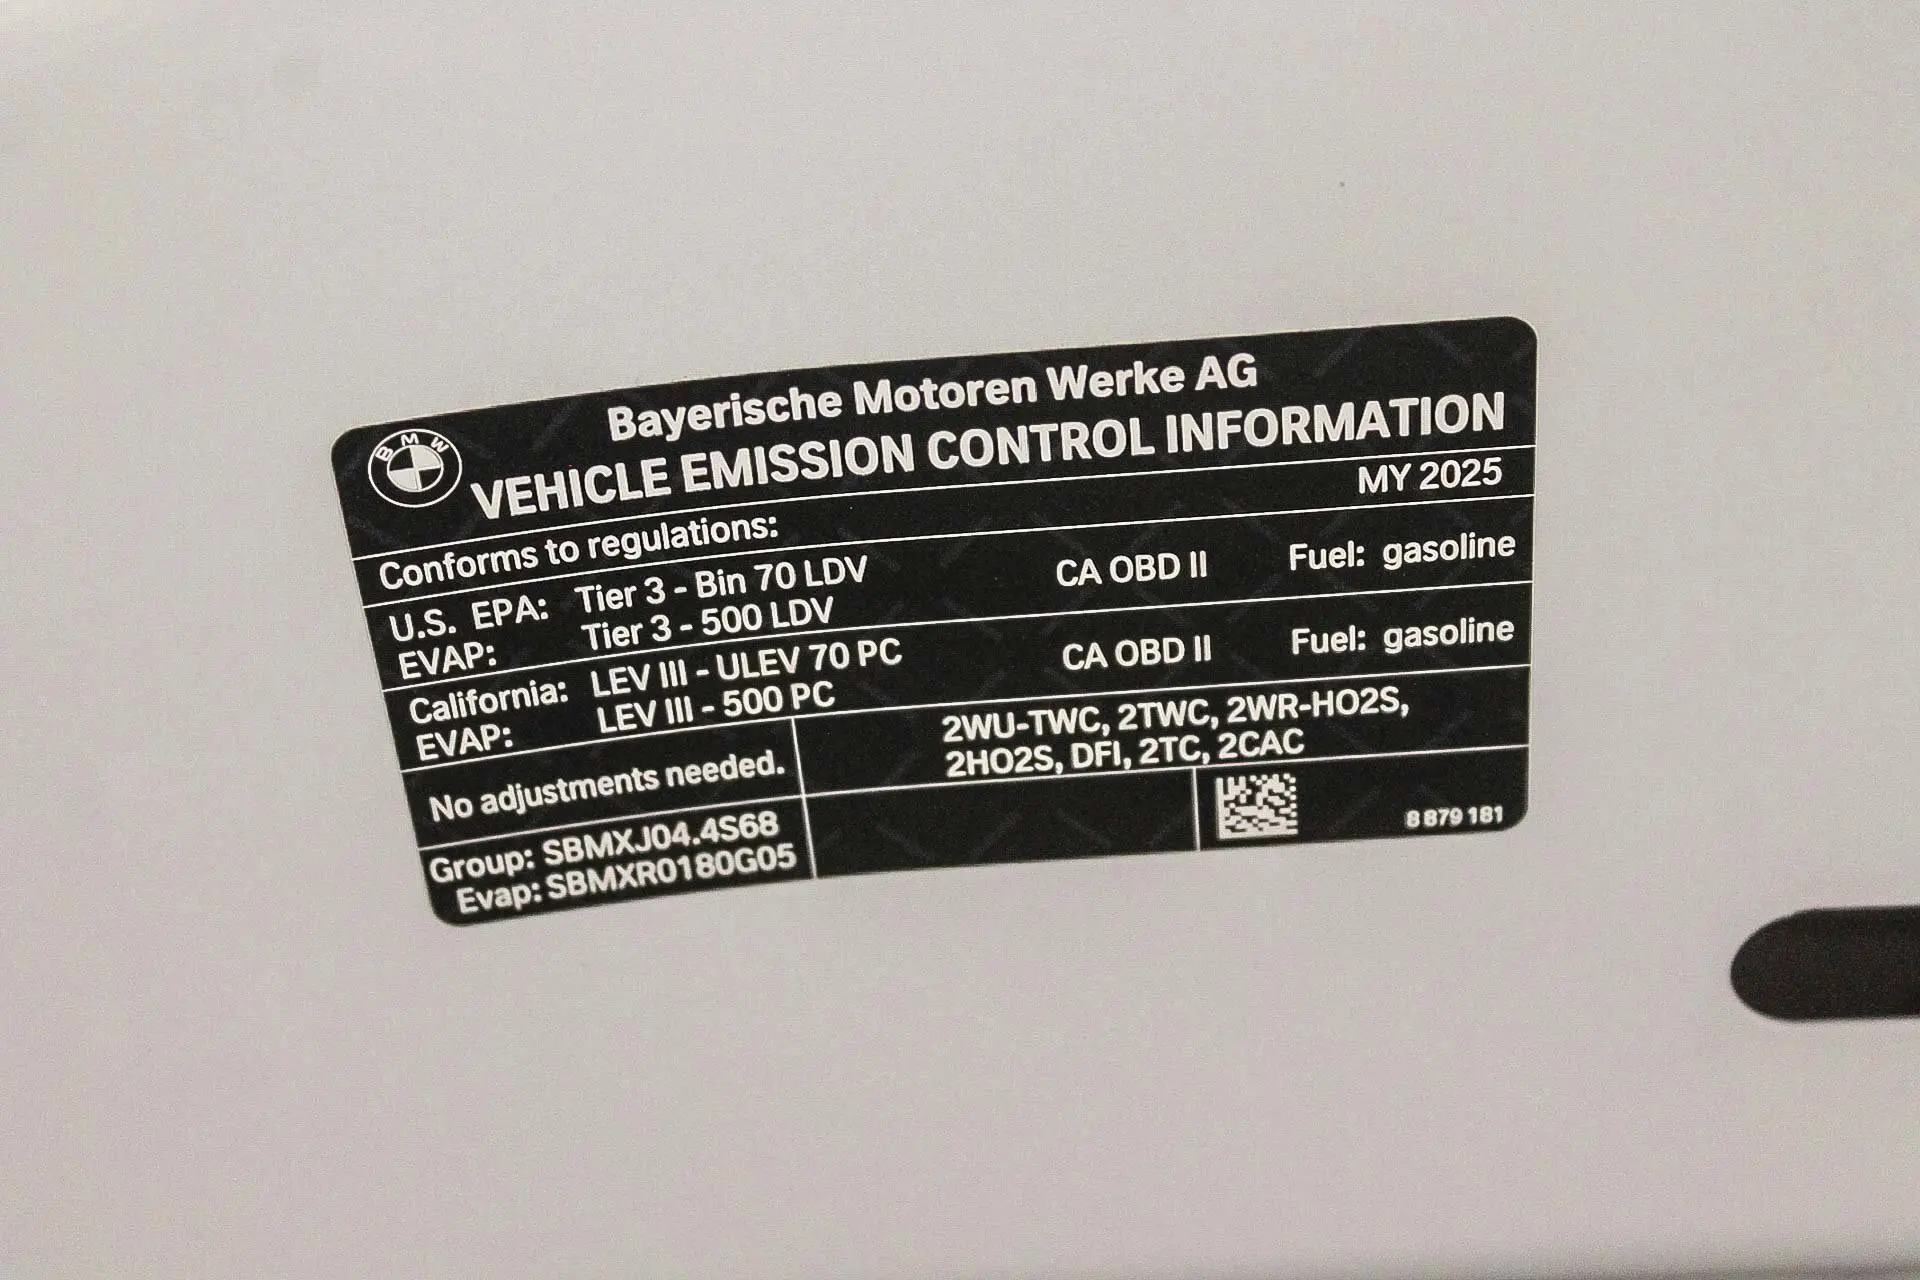 BMW
Bayerische Motoren Werke AG
VEHICLE EMISSION CONTROL INFORMATION
Conforms to regulations: MY 2025
U.S. EPA: Tier 3 - Bin 70 LDV CA OBD II Fuel: gasoline
EVAP: Tier 3 - 500 LDV
California: LEV III - ULEV 70 PC CA OBD II Fuel: gasoline
EVAP: LEV III - 500 PC
No adjustments needed.
2WU-TWC, 2TWC, 2WR-HO2S,
2HO2S, DFI, 2TC, 2CAC
Group: SBMXJ04.4S68
Evap: SBMXR0180G05
8 879 181